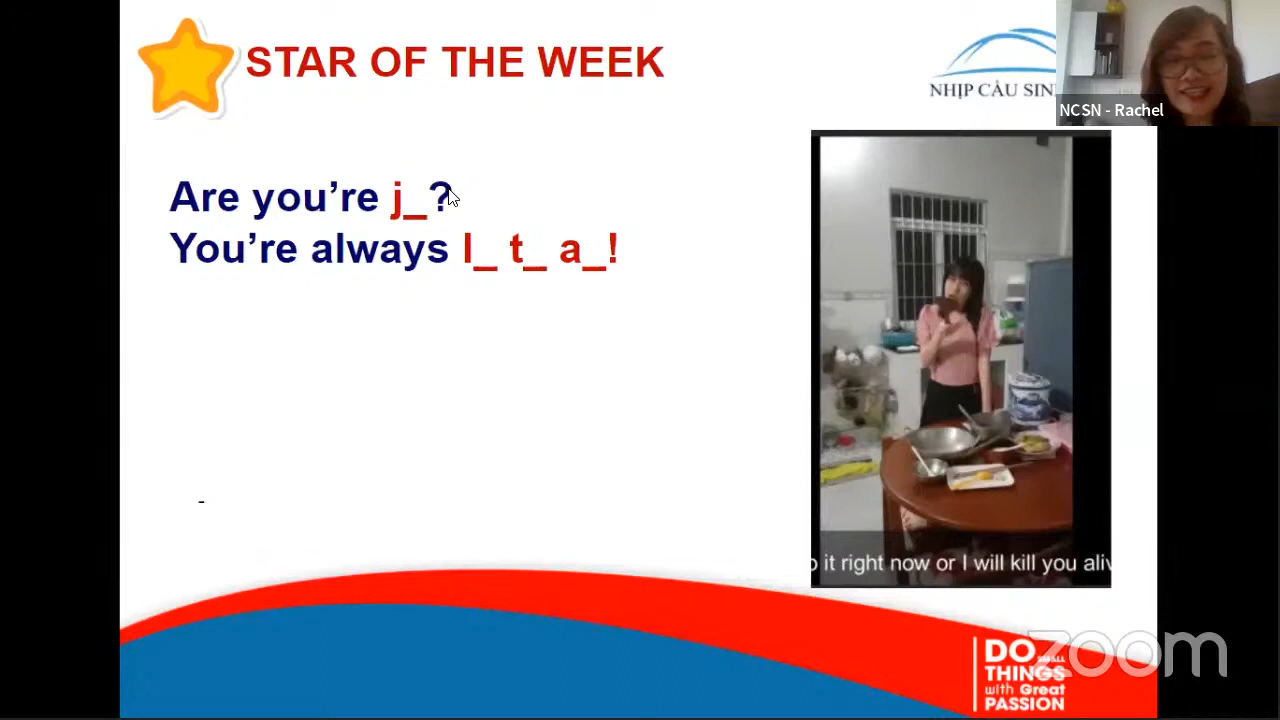 STAR OF THE WEEK
NHỊP CẦU SIN
NCSN - Rachel
Are you're j_?
You're always l_ t_ a_!
-
it right now or I will kill you aliv
DO
SMALL
THINGS
with Great
PASSION
zoom